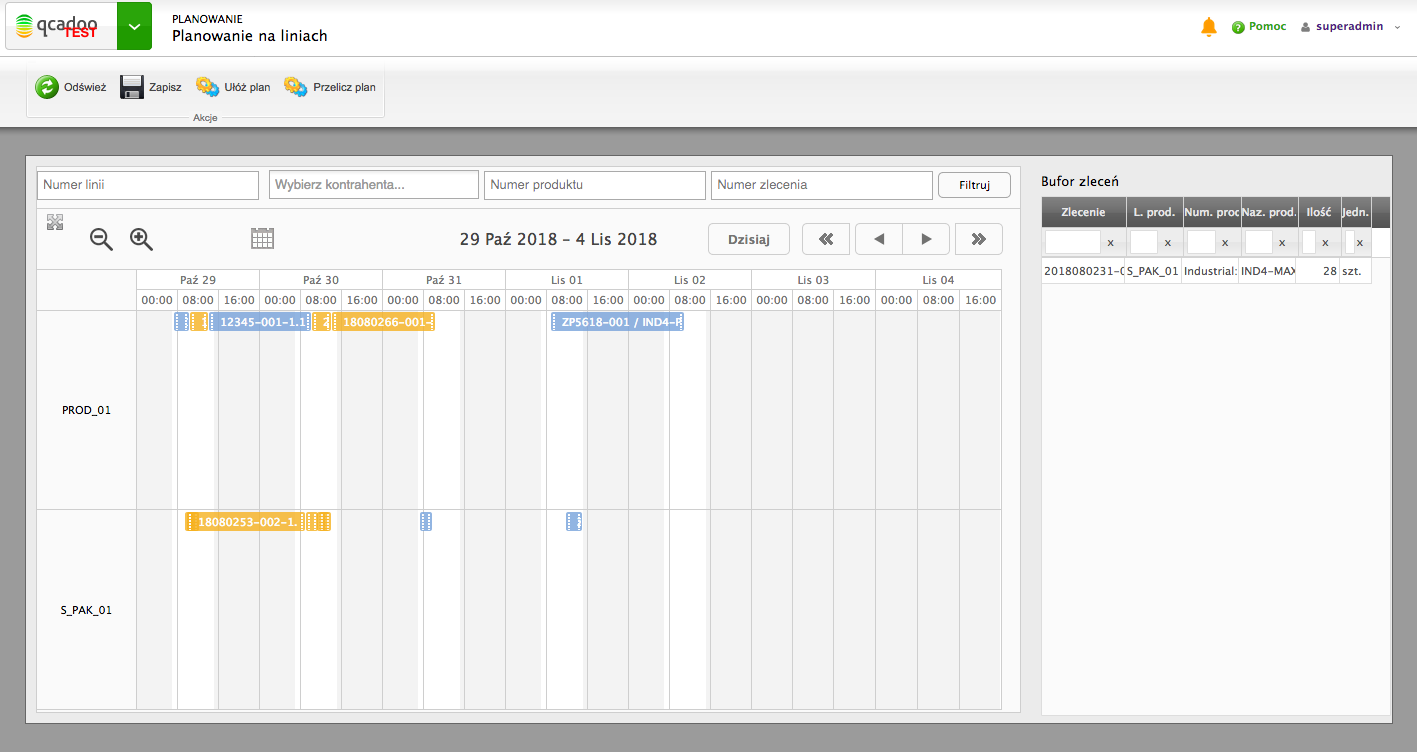 qcadoo
TEST
PLANOWANIE
Planowanie na liniach
Pomoc
superadmin
Odśwież Zapisz Ułóż plan Przelicz plan
Akcje
Numer linii Wybierz kontrahenta... Numer produktu Numer zlecenia Filtruj
29 Paź 2018 – 4 Lis 2018 Dzisiaj
Paź 29 Paź 30 Paź 31 Lis 01 Lis 02 Lis 03 Lis 04
00:00 08:00 16:00 00:00 08:00 16:00 00:00 08:00 16:00 00:00 08:00 16:00 00:00 08:00 16:00 00:00 08:00 16:00 00:00 08:00 16:00
12345-001-1.1 18080266-001- ZP5618-001 / IND4-
PROD_01
18080253-002-1.
S_PAK_01
Bufor zleceń
Zlecenie L. prod. Num. proc Naz. prod. Ilość Jedn.
x x x x x x
2018080231-0 S_PAK_01 Industrial: IND4-MAX 28 szt.